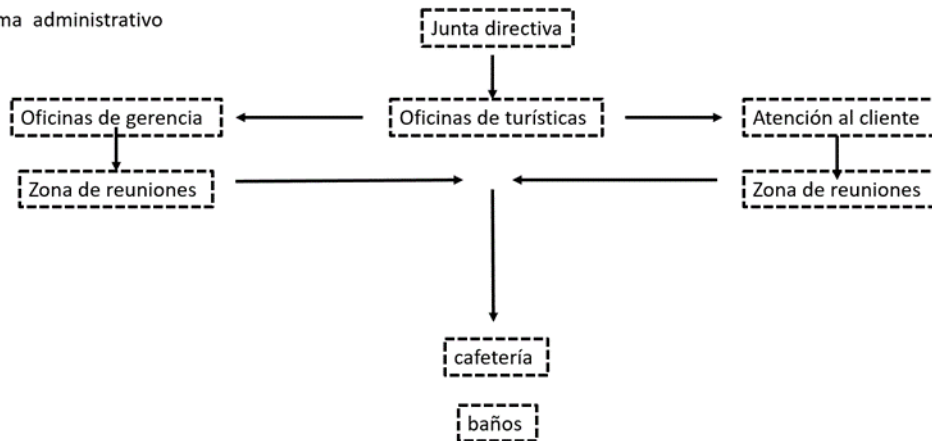 ma administrativo
Junta directiva
Oficinas de gerencia
Oficinas de turísticas
Atención al cliente
Zona de reuniones
Zona de reuniones
cafetería
baños